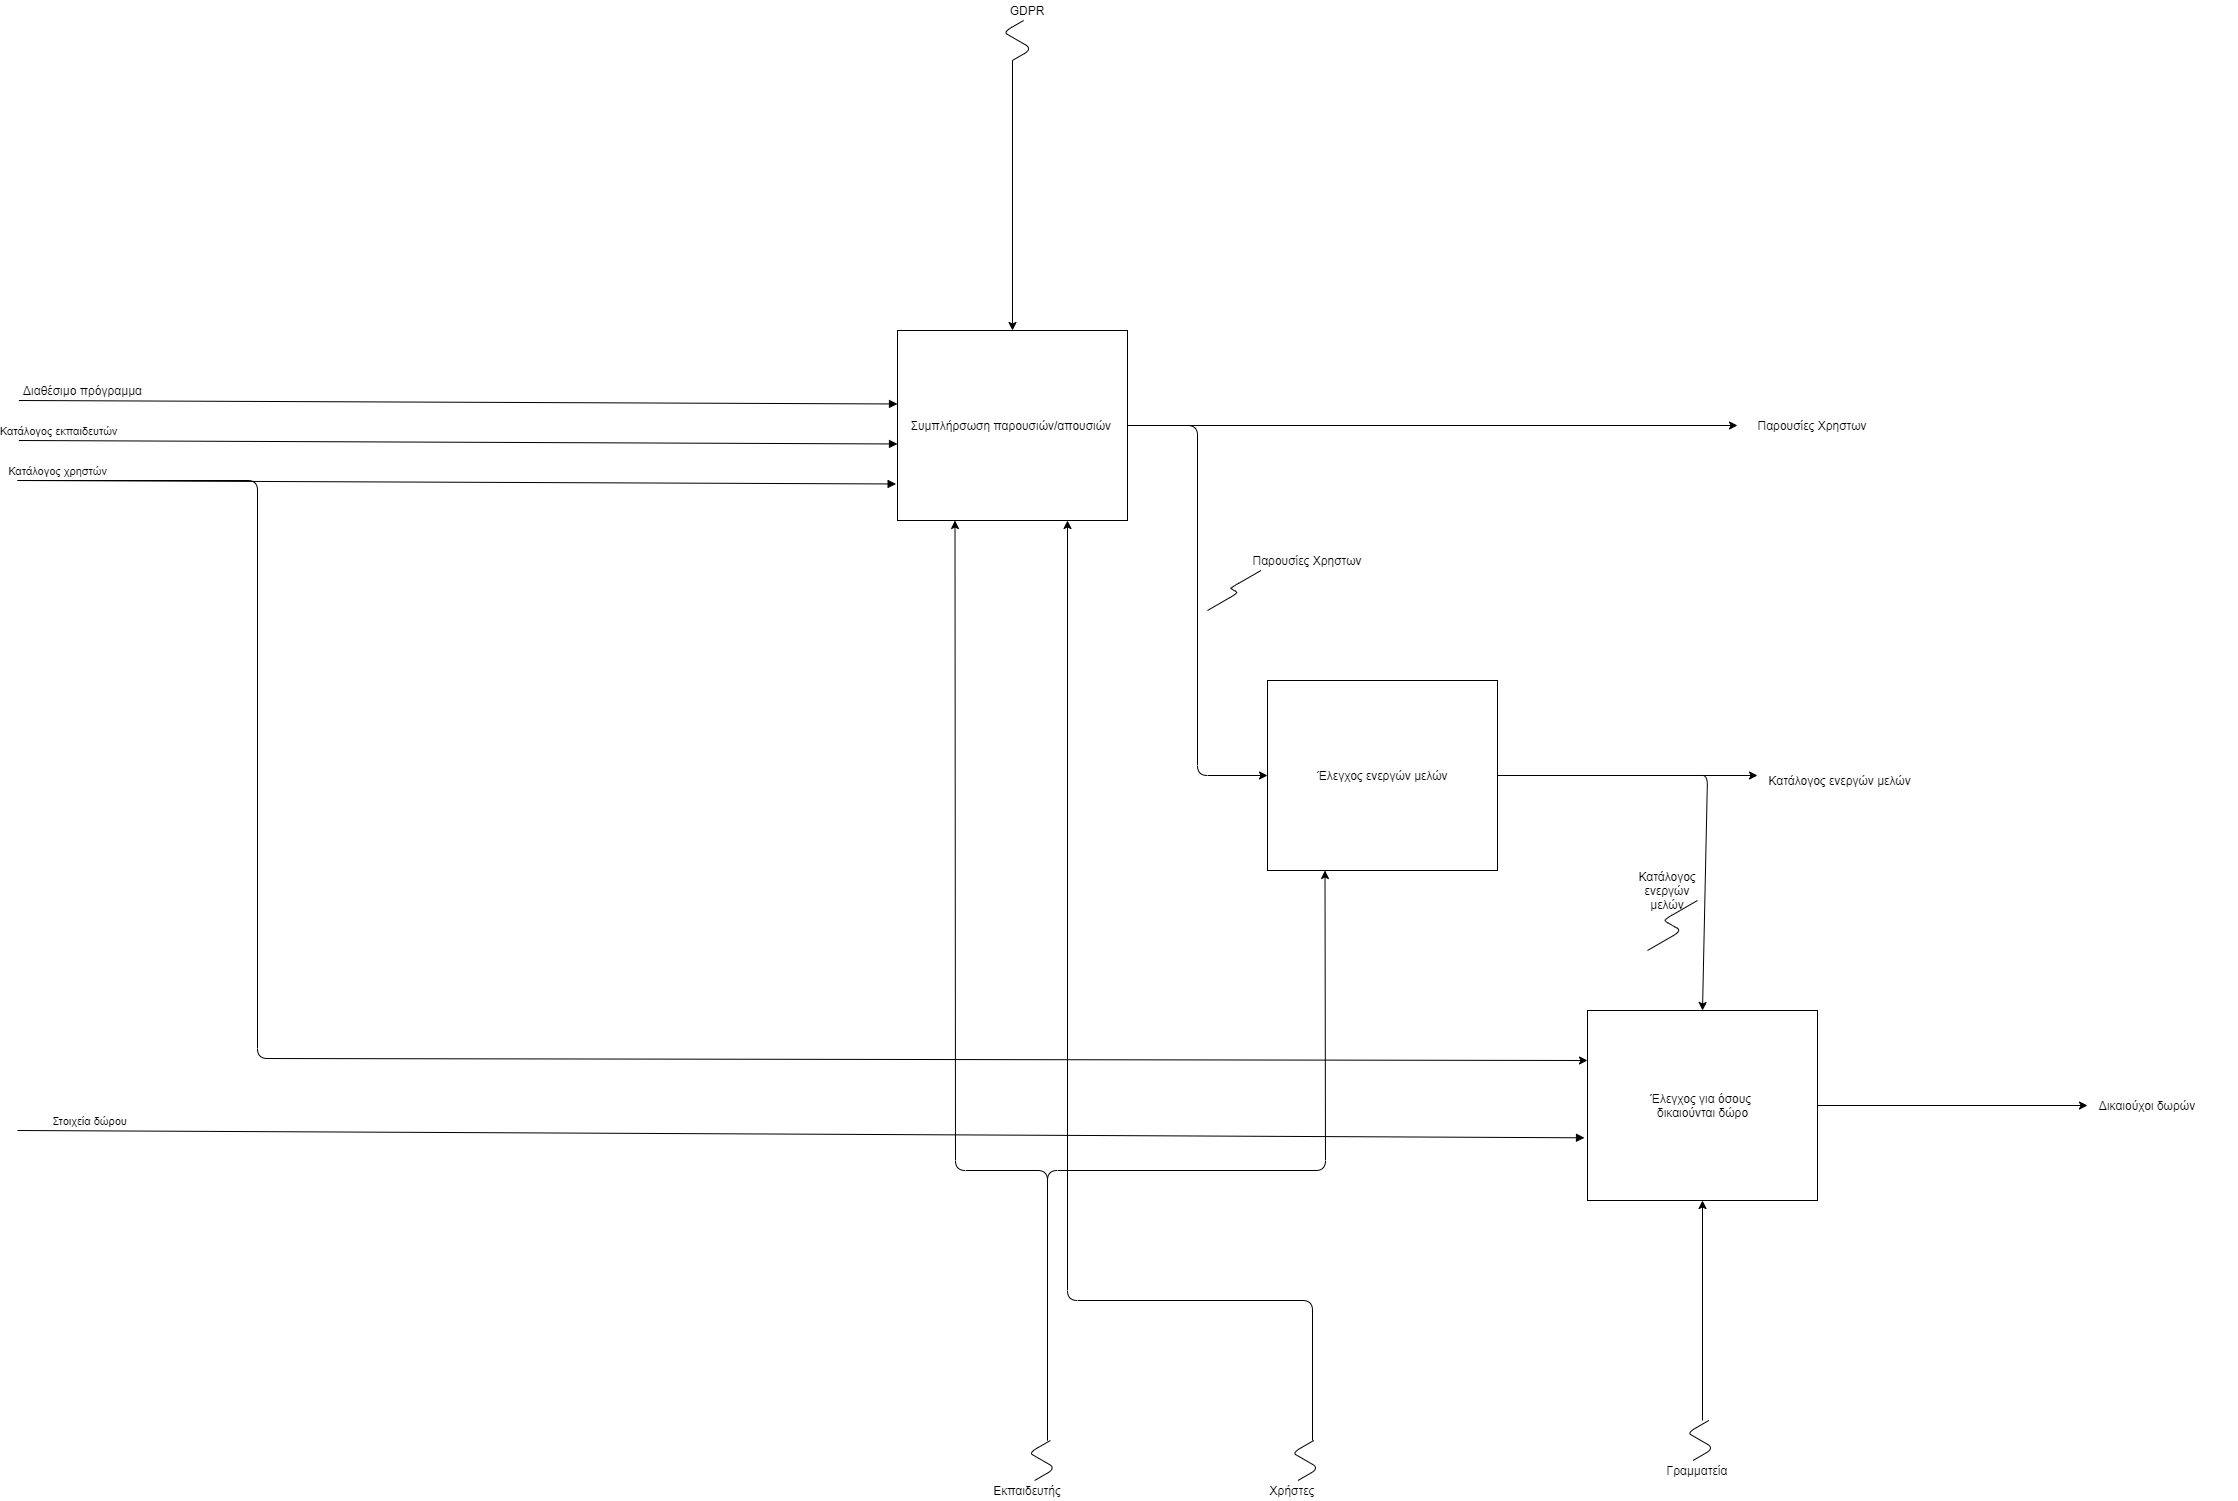 GDPR
Διαθέσιμο πρόγραμμα
Κατάλογος εκπαιδευτών
Κατάλογος χρηστών
Συμπλήρσωση παρουσιών/απουσιών
Παρουσίες Χρηστων
Παρουσίες Χρηστων
Έλεγχος ενεργών μελών
Κατάλογος ενεργών μελών
Κατάλογος
ενεργών
μελών
Έλεγχος για όσους
δικαιούνται δώρο
Δικαιούχοι δωρών
Στοιχεία δώρου
Γραμματεία
Εκπαιδευτής
Χρήστες